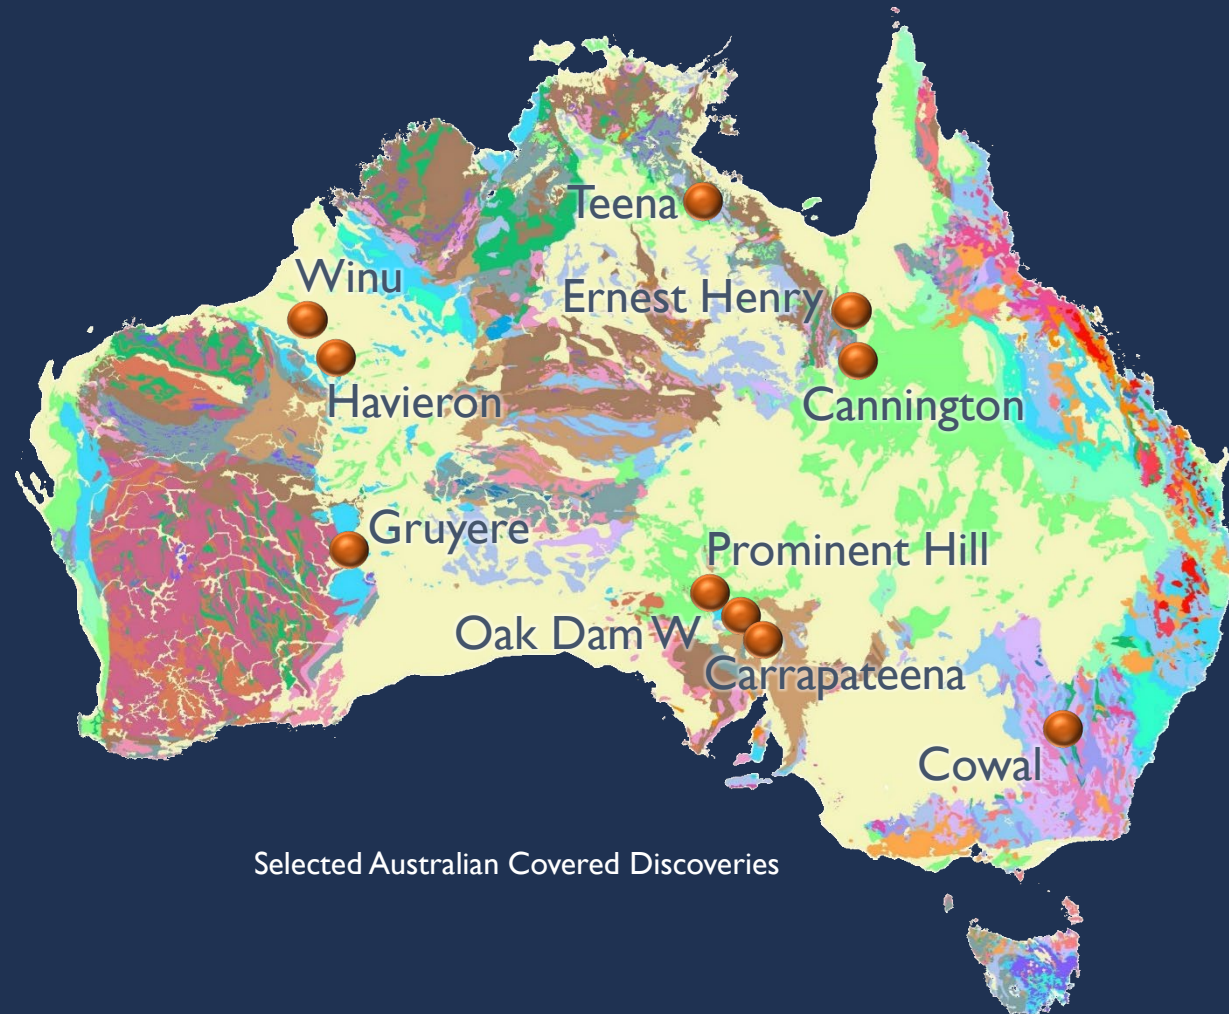 Teena
Winu
Ernest Henry
Havieron
Cannington
Gruyere
Prominent Hill
Oak Dam W
Carrapateena
Cowal
Selected Australian Covered Discoveries